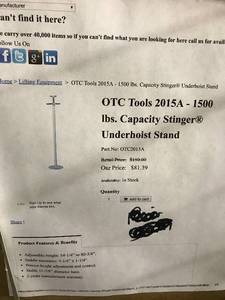 anufacturer
an't find it here?
e carry over 40,000 items so if you can't find what you are looking for here call us for avail
ollow Us On
f t g+ in
Home > Lifting Equipment > OTC Tools 2015A - 1500 lbs. Capacity Stinger® Underhoist Stand
OTC Tools 2015A - 1500
lbs. Capacity Stinger®
Underhoist Stand
Part No: OTC2015A
Retail Price:
Our Price: $81.39
Availability: In Stock
Quantity
1 Add to cart
Share
Product Features & Benefits